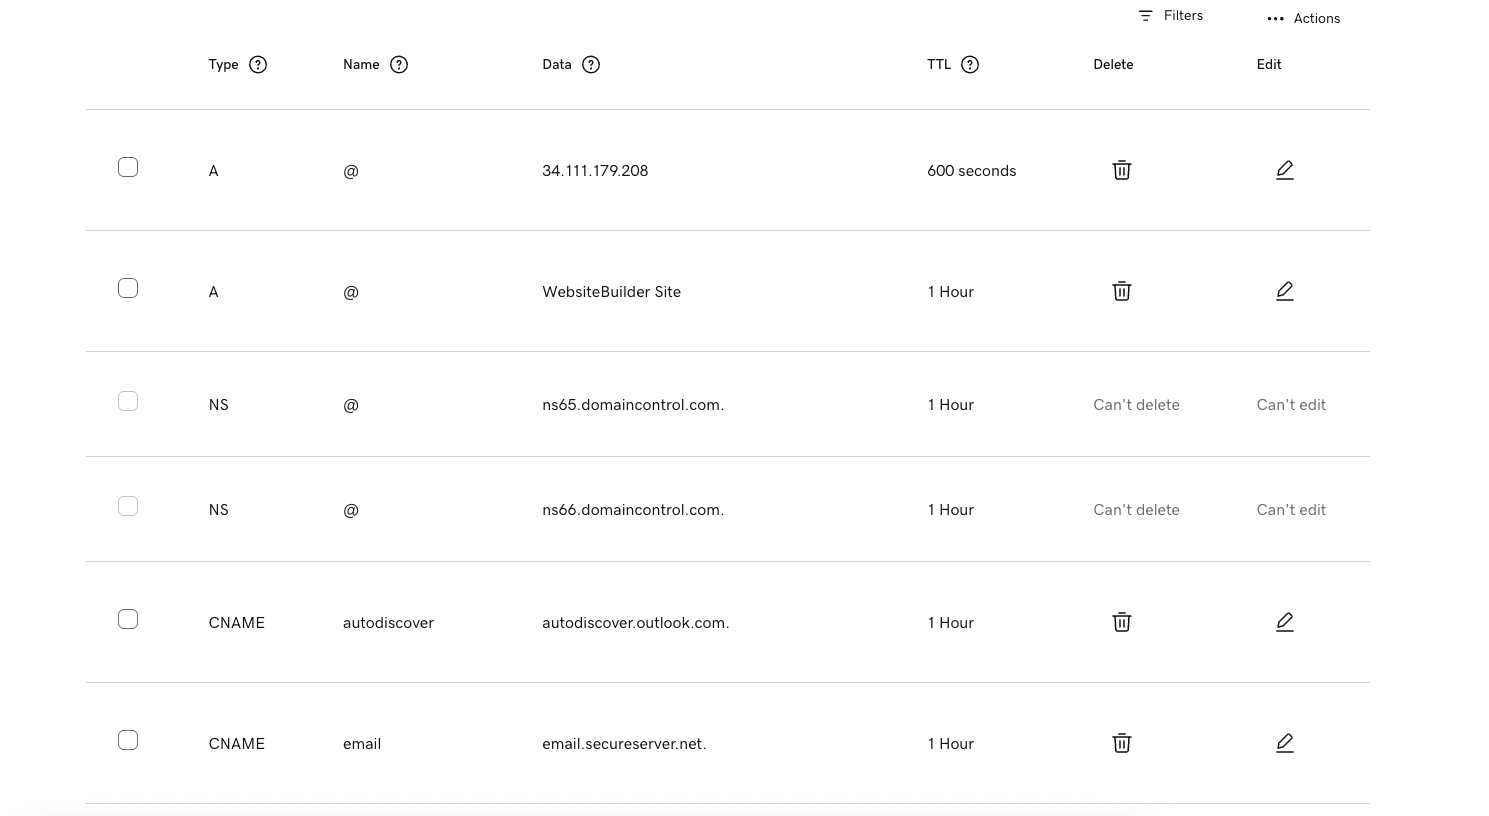 Filters
Actions
Type Name Data TTL Delete Edit
A @ 34.111.179.208 600 seconds
A @ WebsiteBuilder Site 1 Hour
NS @ ns65.domaincontrol.com. 1 Hour Can't delete Can't edit
NS @ ns66.domaincontrol.com. 1 Hour Can't delete Can't edit
CNAME autodiscover autodiscover.outlook.com. 1 Hour
CNAME email email.secureserver.net. 1 Hour